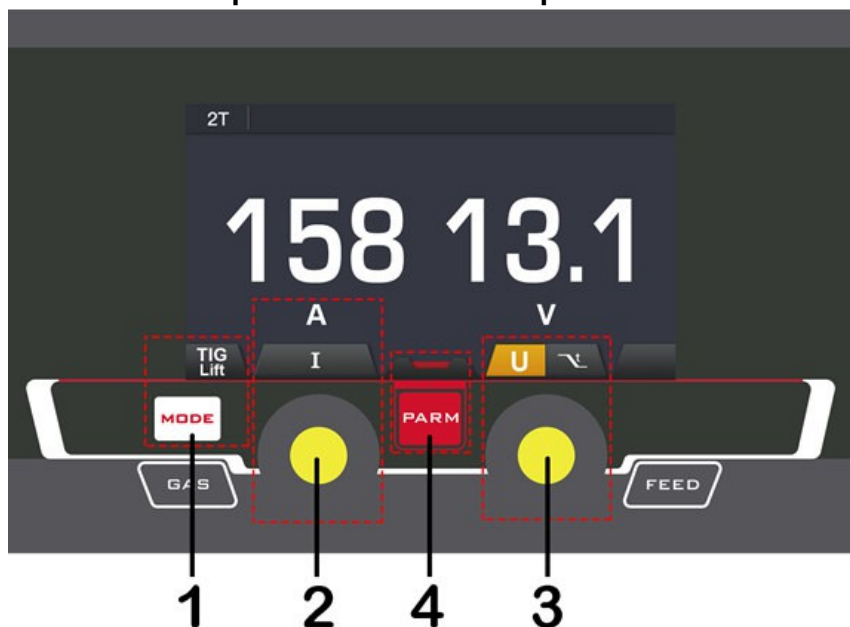 2T
158 13.1
A V
TIG
Lift
I
U
MODE
PARM
GAS
FEED
1 2 4 3